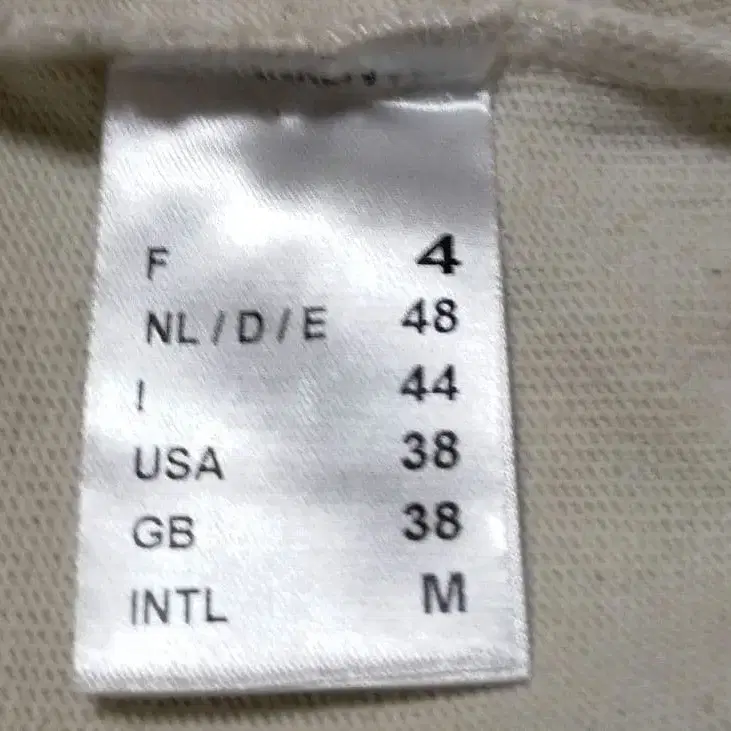 F 4
NL / D / E 48
I 44
USA 38
GB 38
INTL M